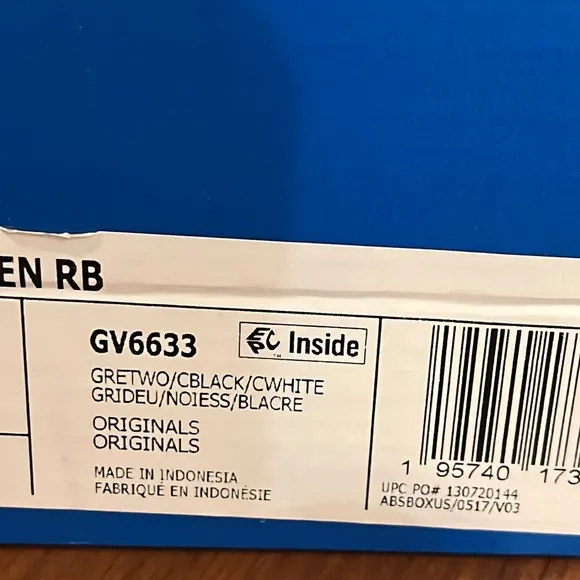 EN RB
GV6633
Inside
GRETWO/CBLACK/CWHITE
GRIDEU/NOIESS/BLACRE
ORIGINALS
ORIGINALS
MADE IN INDONESIA
FABRIQUÉ EN INDONÉSIE
1 95740 173
UPC PO# 130720144
ABSBOXUS/0517/V03